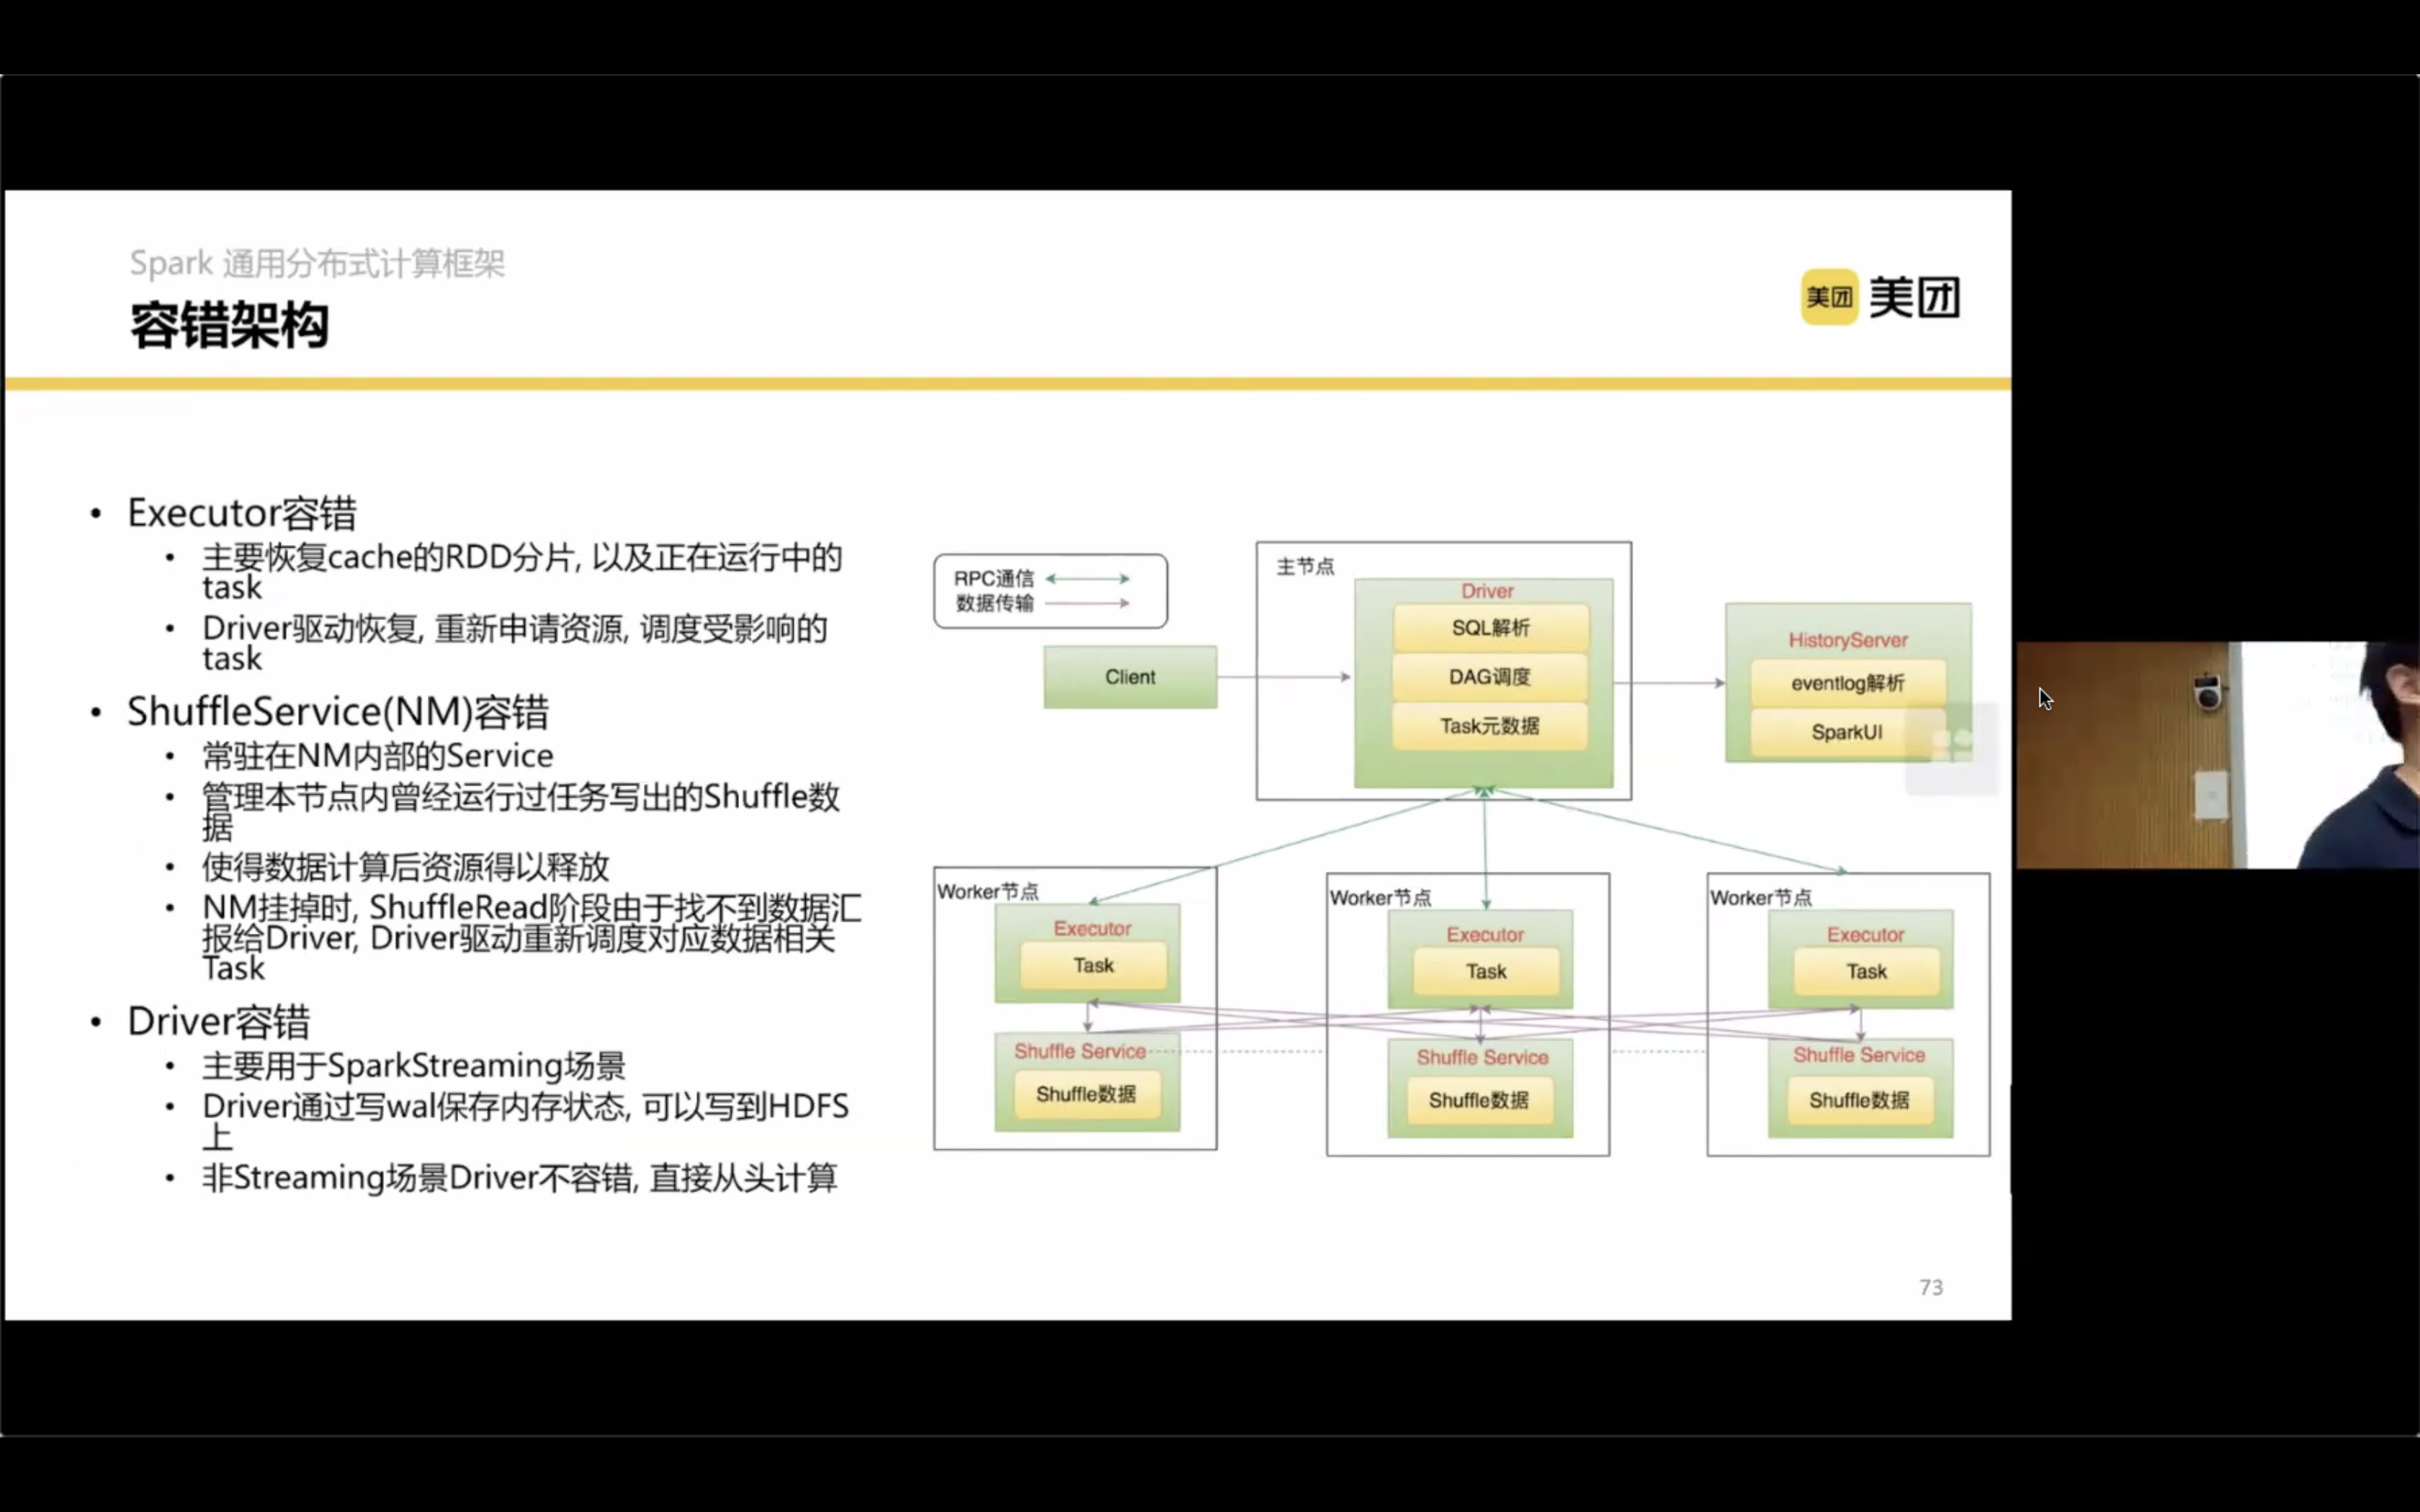 Spark 通用分布式计算框架
容错架构
美团 美团
• Executor容错
• 主要恢复cache的RDD分片, 以及正在运行中的
task
• Driver驱动恢复, 重新申请资源, 调度受影响的
task
• ShuffleService(NM)容错
• 常驻在NM内部的Service
• 管理本节点内曾经运行过任务写出的Shuffle数
据
• 使得数据计算后资源得以释放
• NM挂掉时, ShuffleRead阶段由于找不到数据汇
报给Driver, Driver驱动重新调度对应数据相关
Task
• Driver容错
• 主要用于SparkStreaming场景
• Driver通过写wal保存内存状态, 可以写到HDFS
上
• 非Streaming场景Driver不容错, 直接从头计算
RPC通信
数据传输
Client
主节点
Driver
SQL解析
DAG调度
Task元数据
HistoryServer
eventlog解析
SparkUI
Worker节点
Executor
Task
Shuffle Service
Shuffle数据
Worker节点
Executor
Task
Shuffle Service
Shuffle数据
Worker节点
Executor
Task
Shuffle Service
Shuffle数据
73